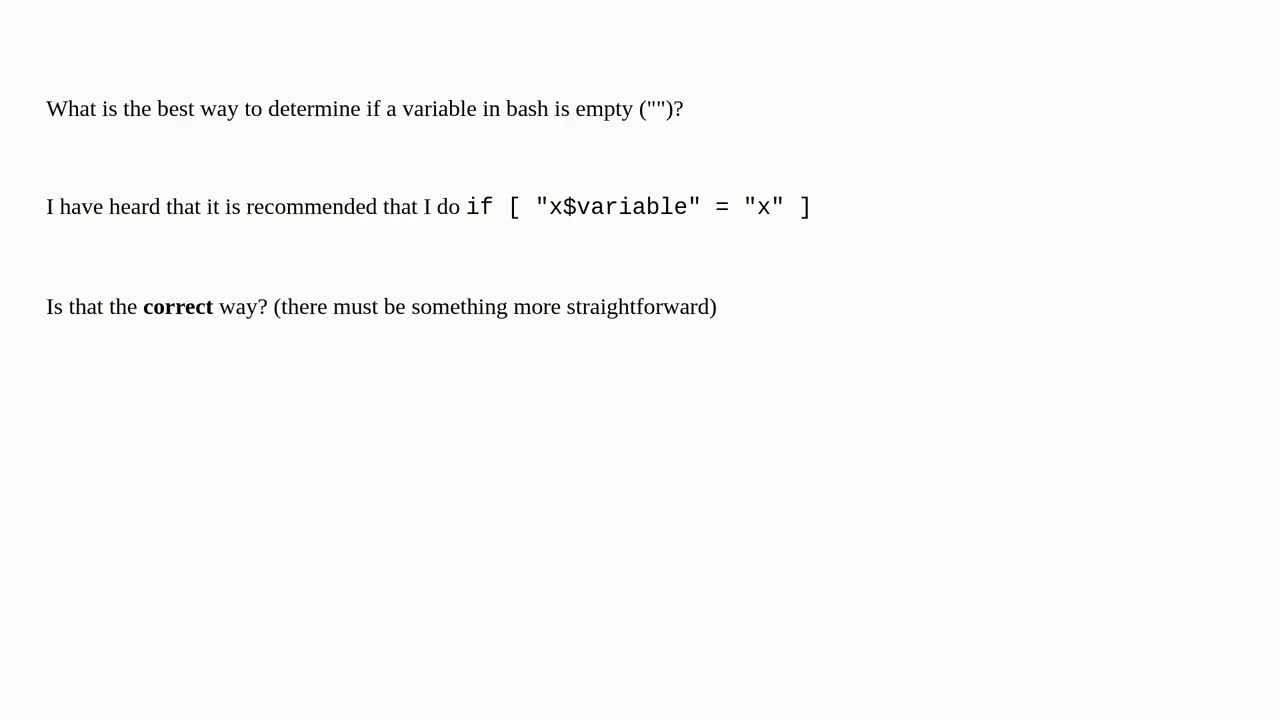 What is the best way to determine if a variable in bash is empty ("")?
I have heard that it is recommended that I do if [ "x$variable" = "x" ]
Is that the correct way? (there must be something more straightforward)